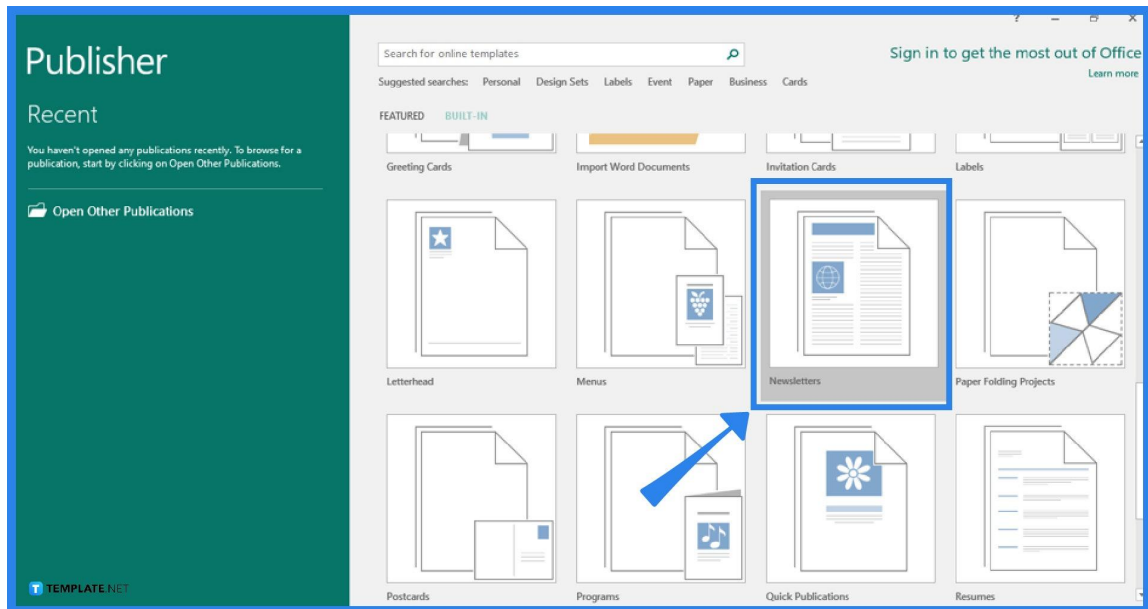 ?
Publisher
Search for online templates
Sign in to get the most out of Office
Learn more
Suggested searches: Personal Design Sets Labels Event Paper Business Cards
Recent
FEATURED BUILT-IN
You haven't opened any publications recently. To browse for a
publication, start by clicking on Open Other Publications.
Open Other Publications
Greeting Cards Import Word Documents Invitation Cards Labels
Letterhead Menus Newsletters Paper Folding Projects
Postcards Programs Quick Publications Resumes
T TEMPLATE.NET